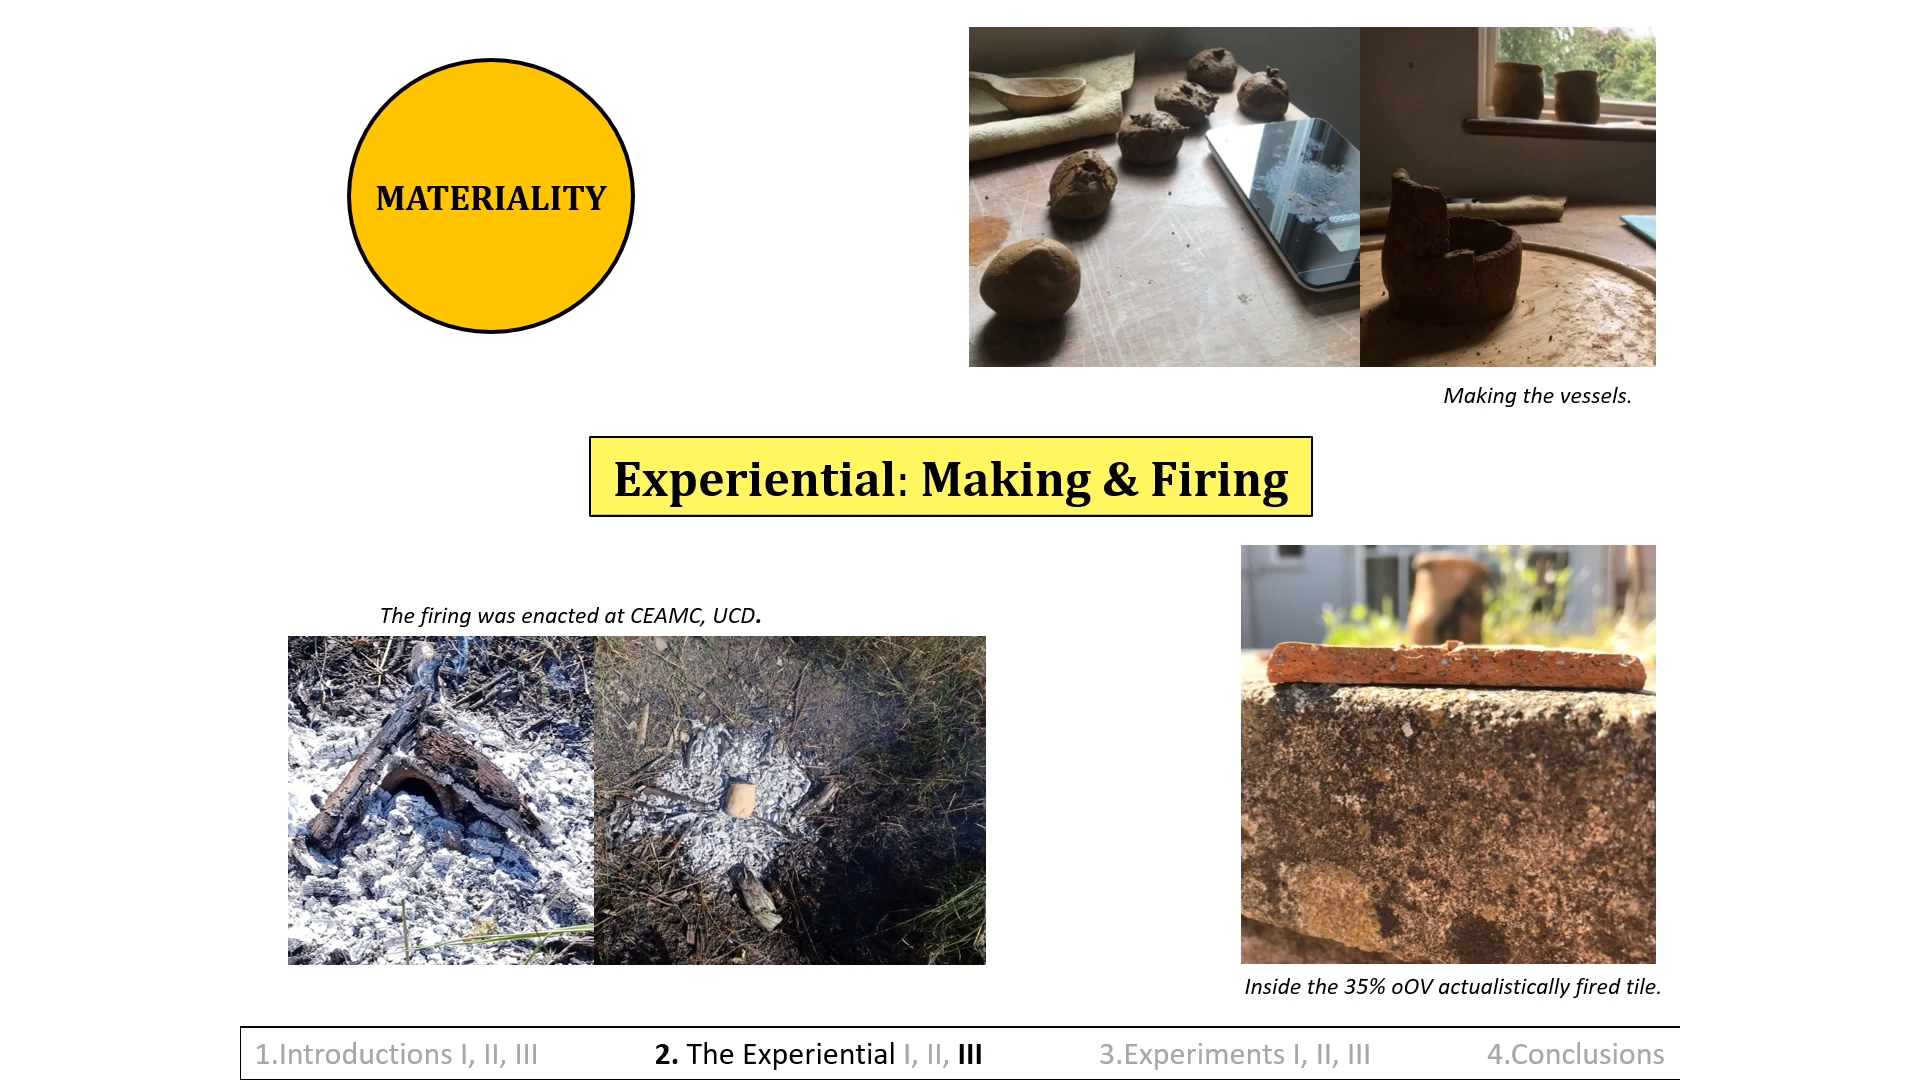 MATERIALITY
Making the vessels.
Experiential: Making & Firing
The firing was enacted at CEAMC, UCD.
Inside the 35% oOV actualistically fired tile.
1.Introductions I, II, III
2. The Experiential I, II, III
3.Experiments I, II, III
4.Conclusions